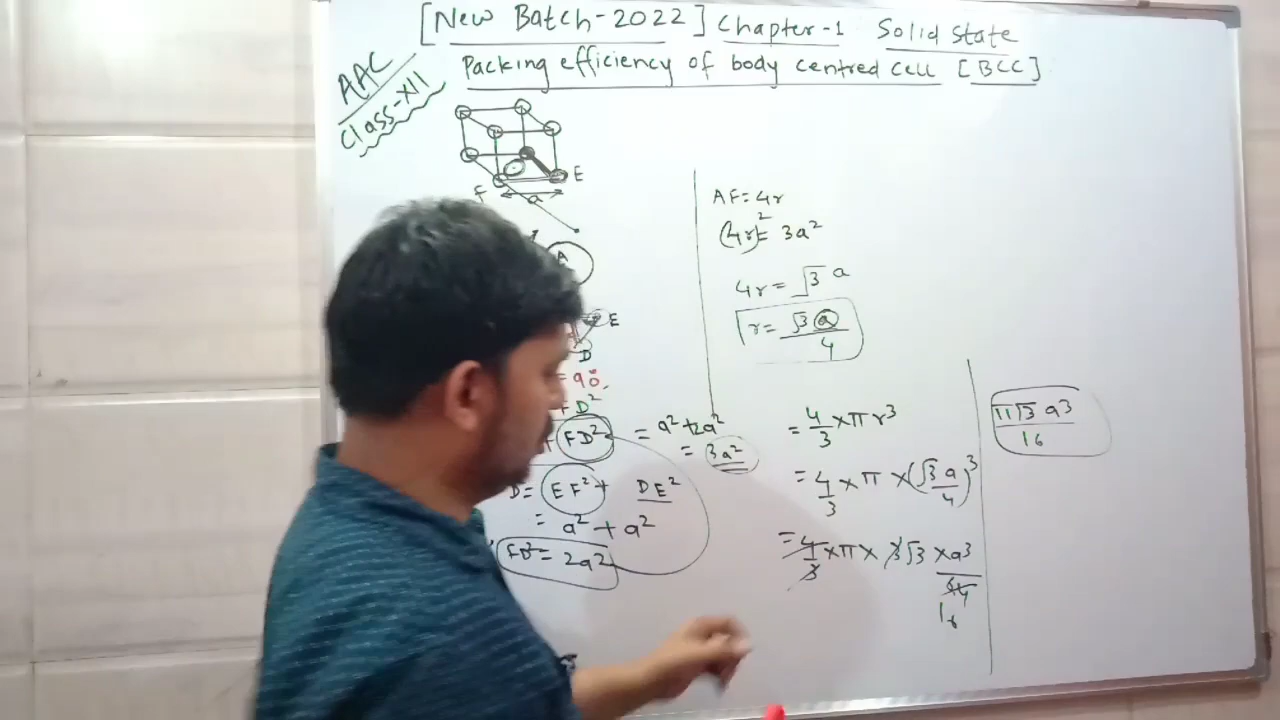 [New Batch-2022] Chapter-1 Solid State
Packing efficiency of body centred cell [BCC]
AAC
Class-XII
E
F
a
A
E
D
= 90°
+D²
+ FD² = a² + 2a²
= 3a²
D = EF² + DE²
= a² + a²
FD² = 2a²
AF = 4r
(4r)² = 3a²
4r = √3 a
r = √3 a / 4
= 4/3 × π r³
= 4/3 × π × (√3 a / 4)³
= 4/3 × π × 3√3 × a³ / 64
16
π√3 a³ / 16